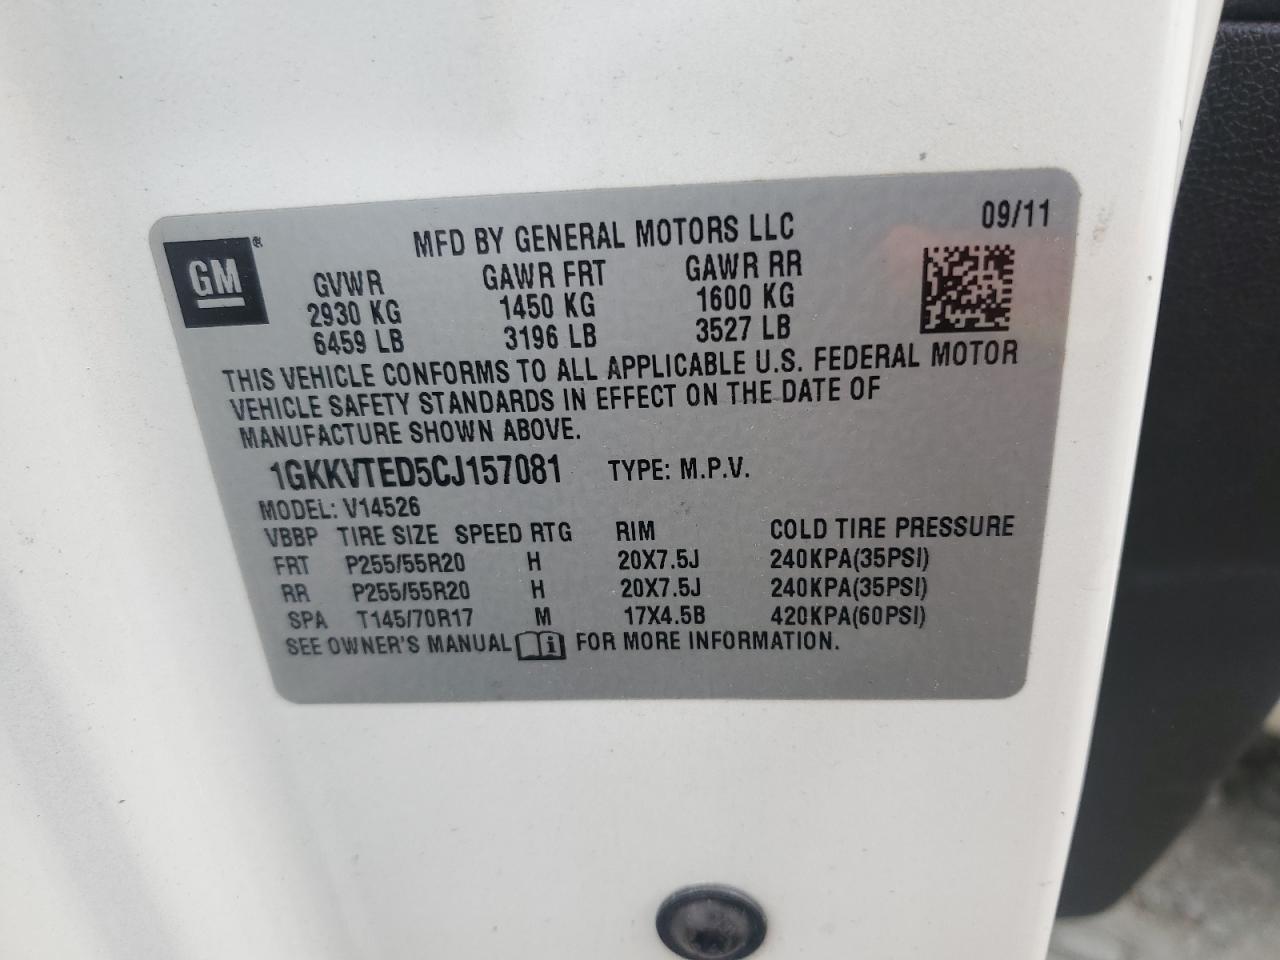 09/11
MFD BY GENERAL MOTORS LLC
GM®
GVWR GAWR FRT GAWR RR
2930 KG 1450 KG 1600 KG
6459 LB 3196 LB 3527 LB
THIS VEHICLE CONFORMS TO ALL APPLICABLE U.S. FEDERAL MOTOR
VEHICLE SAFETY STANDARDS IN EFFECT ON THE DATE OF
MANUFACTURE SHOWN ABOVE.
1GKKVTED5CJ157081 TYPE: M.P.V.
MODEL: V14526
VBBP TIRE SIZE SPEED RTG RIM COLD TIRE PRESSURE
FRT P255/55R20 H 20X7.5J 240KPA(35PSI)
RR P255/55R20 H 20X7.5J 240KPA(35PSI)
SPA T145/70R17 M 17X4.5B 420KPA(60PSI)
SEE OWNER'S MANUAL i FOR MORE INFORMATION.